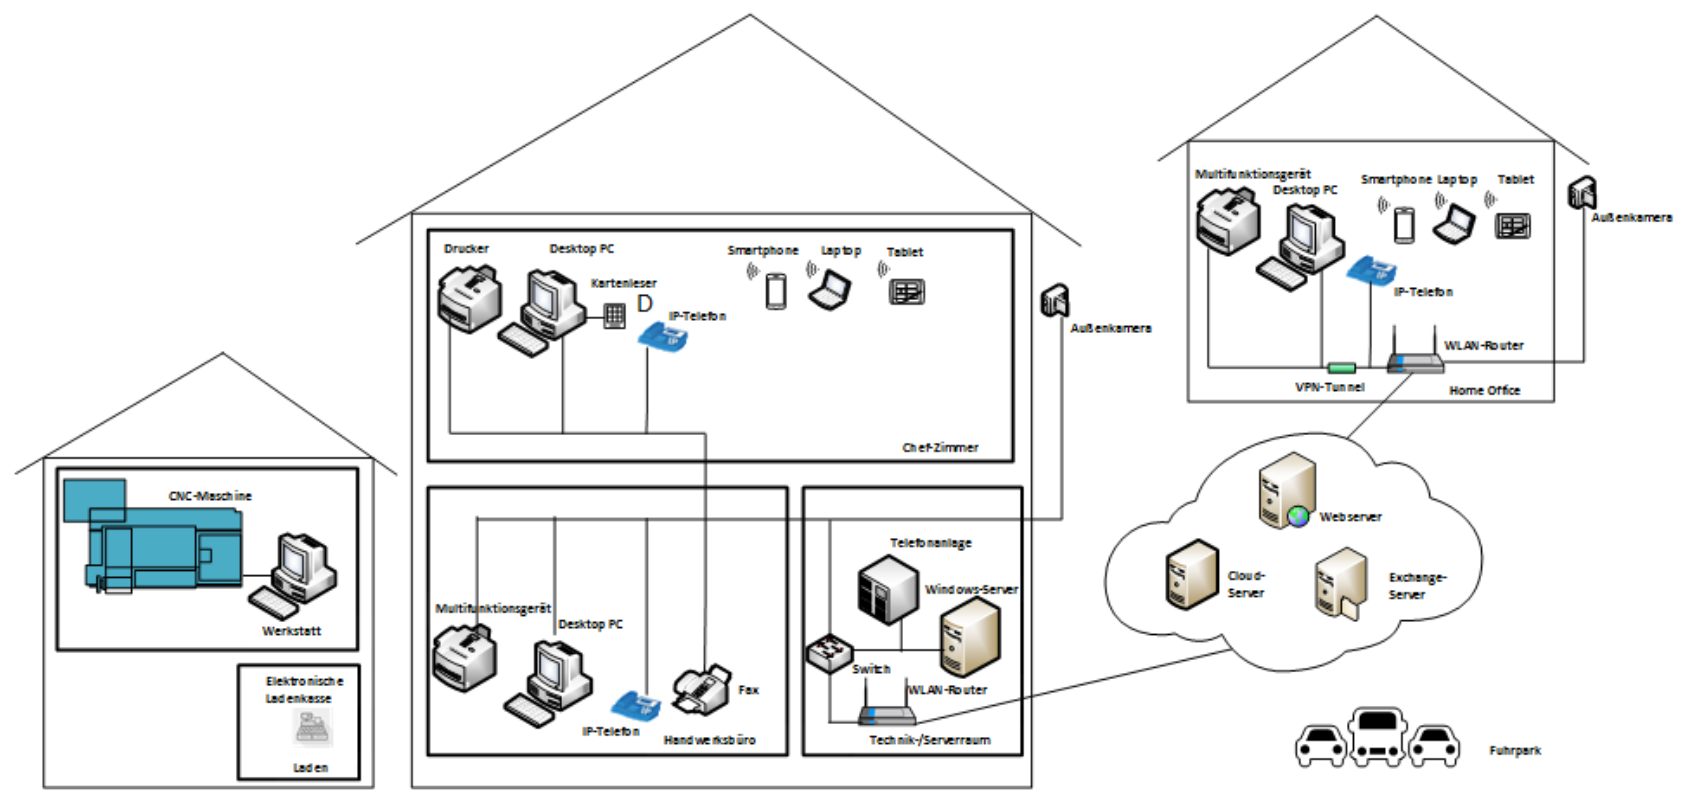 CNC-Maschine
Werkstatt
Elektronische
Ladenkasse
Laden
Drucker
Desktop PC
Kartenleser
D
IP-Telefon
Smartphone
Laptop
Tablet
Chef-Zimmer
Außenkamera
Multifunktionsgerät
Desktop PC
IP-Telefon
Fax
Handwerksbüro
Telefonanlage
Windows-Server
Switch
WLAN-Router
Technik-/Serverraum
Multifunktionsgerät
Desktop PC
Smartphone
Laptop
Tablet
Außenkamera
IP-Telefon
WLAN-Router
VPN-Tunnel
Home Office
Webserver
Cloud-
Server
Exchange-
Server
Fuhrpark